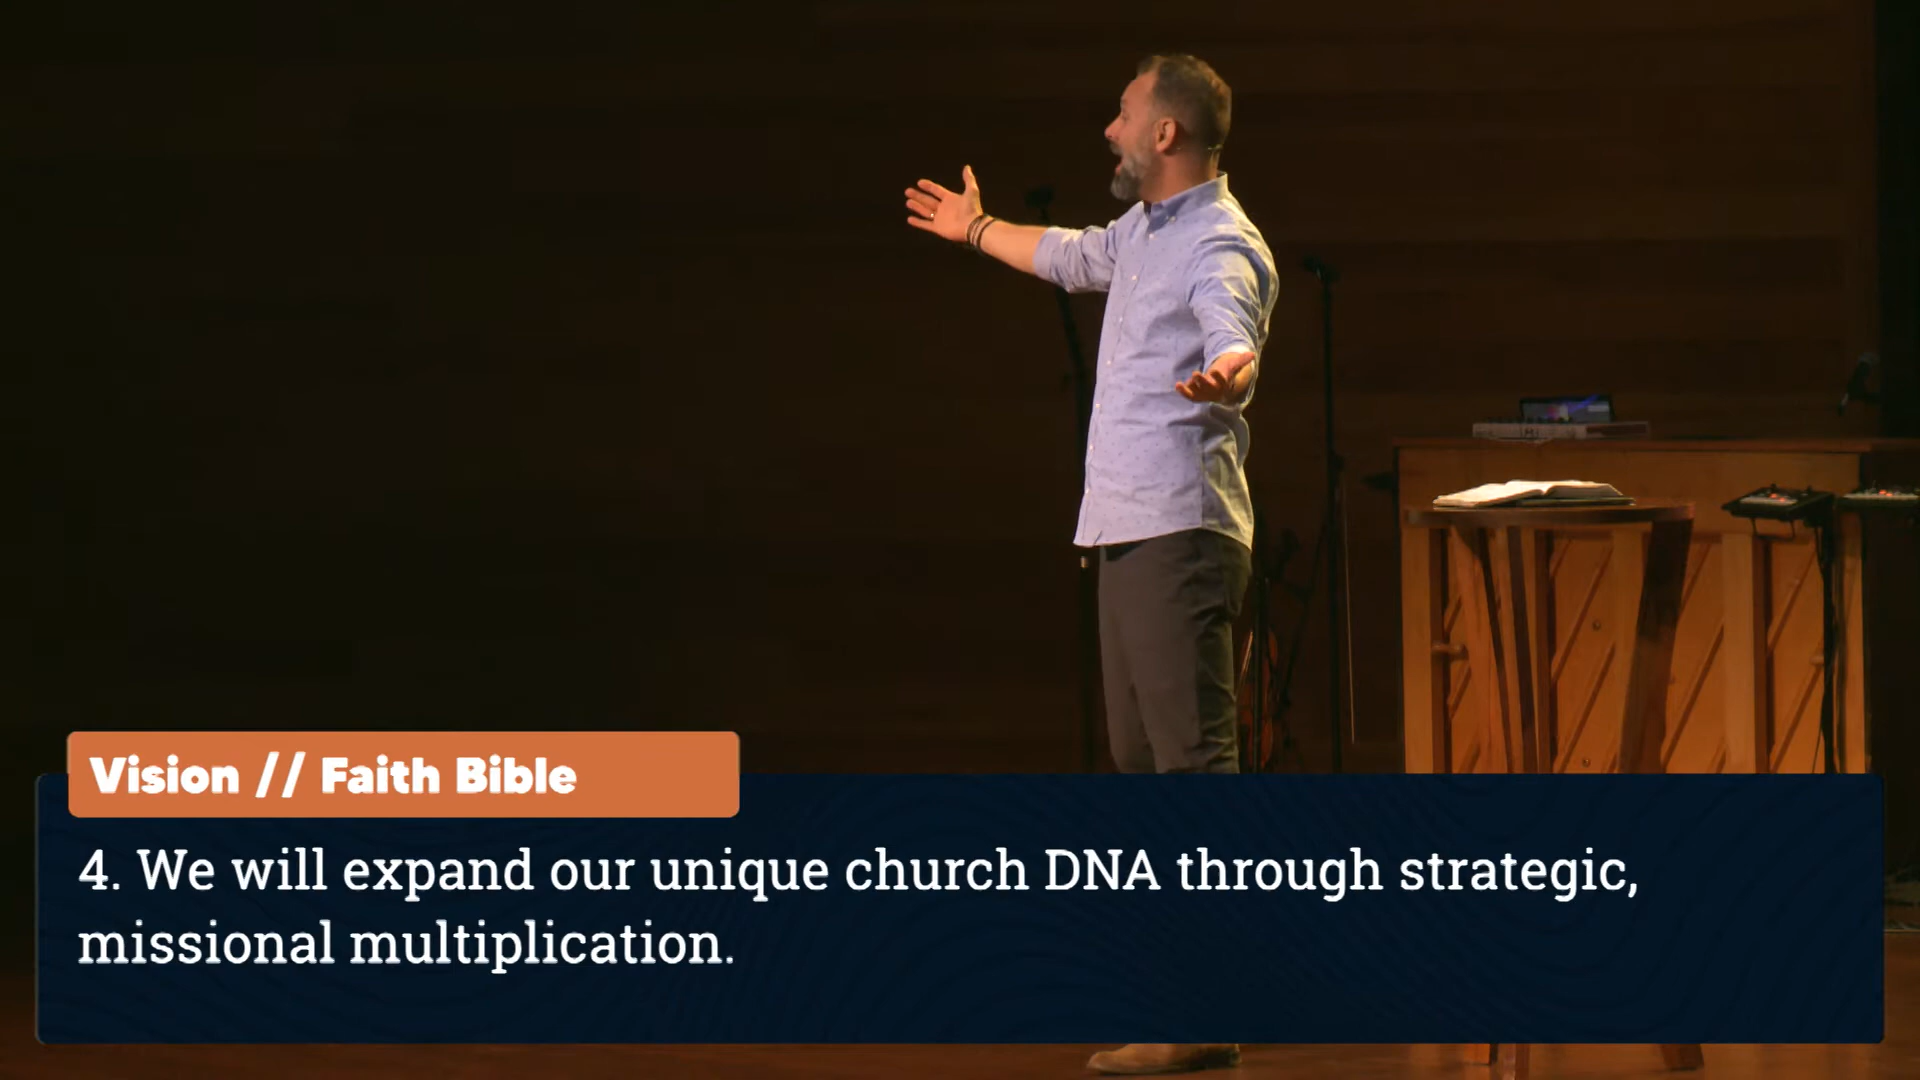 Vision // Faith Bible
4. We will expand our unique church DNA through strategic,
missional multiplication.